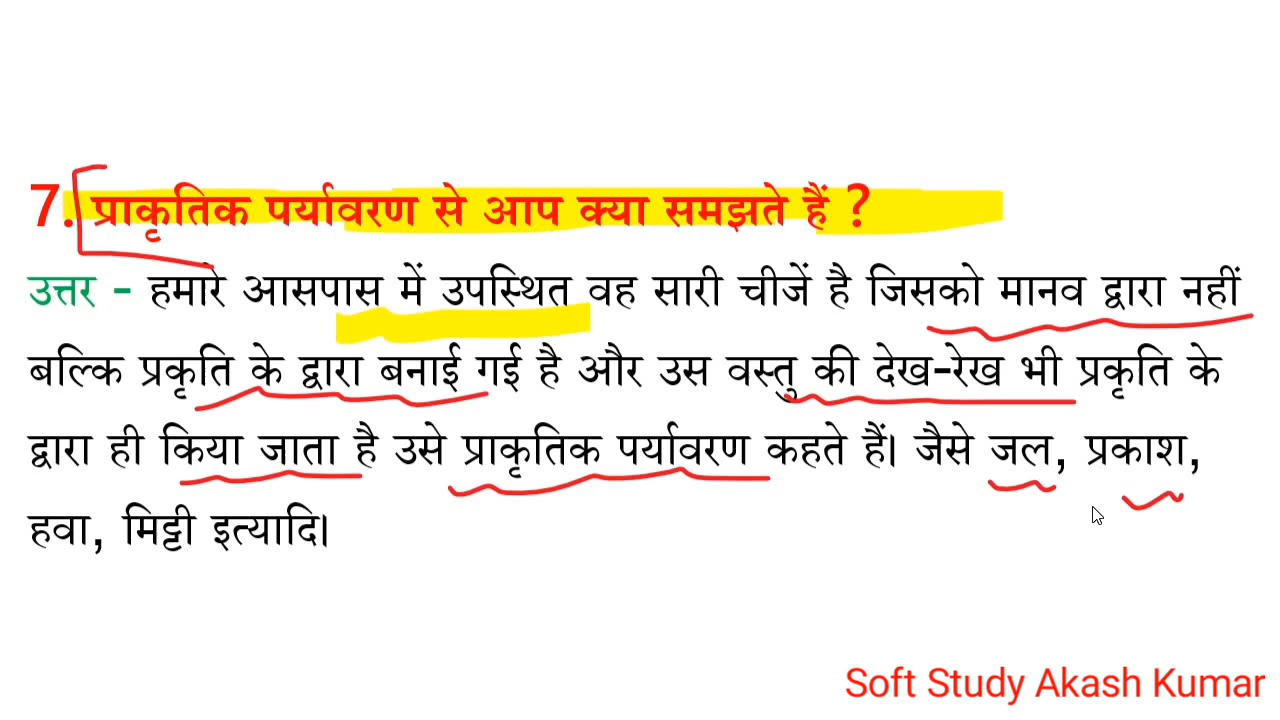 7. प्राकृतिक पर्यावरण से आप क्या समझते हैं ?
उत्तर - हमारे आसपास में उपस्थित वह सारी चीजें है जिसको मानव द्वारा नहीं
बल्कि प्रकृति के द्वारा बनाई गई है और उस वस्तु की देख-रेख भी प्रकृति के
द्वारा ही किया जाता है उसे प्राकृतिक पर्यावरण कहते हैं। जैसे जल, प्रकाश,
हवा, मिट्टी इत्यादि।
Soft Study Akash Kumar